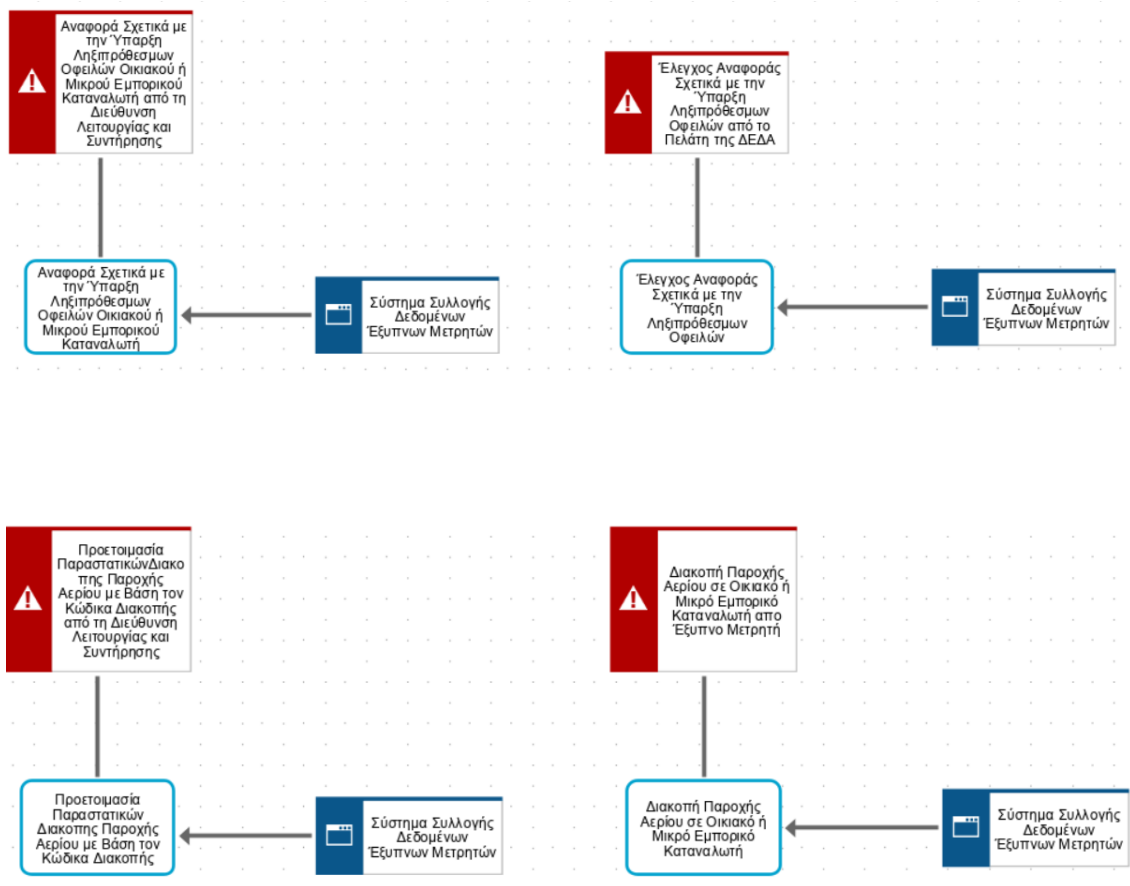 Αναφορά Σχετικά με
την Ύπαρξη
Ληξιπρόθεσμων
Οφειλών Οικιακού ή
Μικρού Εμπορικού
Καταναλωτή από τη
Διεύθυνση
Λειτουργίας και
Συντήρησης
Έλεγχος Αναφοράς
Σχετικά με την
Ύπαρξη
Ληξιπρόθεσμων
Οφειλών από το
Πελάτη της ΔΕΔΑ
Αναφορά Σχετικά με
την Ύπαρξη
Ληξιπρόθεσμων
Οφειλών Οικιακού ή
Μικρού Εμπορικού
Καταναλωτή
Σύστημα Συλλογής
Δεδομένων
Έξυπνων Μετρητών
Έλεγχος Αναφοράς
Σχετικά με την
Ύπαρξη
Ληξιπρόθεσμων
Οφειλών
Σύστημα Συλλογής
Δεδομένων
Έξυπνων Μετρητών
Προετοιμασία
ΠαραστατικώνΔιακο
πης Παροχής
Αερίου με Βάση τον
Κώδικα Διακοπής
από τη Διεύθυνση
Λειτουργίας και
Συντήρησης
Διακοπή Παροχής
Αερίου σε Οικιακό ή
Μικρό Εμπορικό
Καταναλωτή απο
Έξυπνο Μετρητή
Προετοιμασία
Παραστατικών
Διακοπης Παροχής
Αερίου με Βάση τον
Κώδικα Διακοπής
Σύστημα Συλλογής
Δεδομένων
Έξυπνων Μετρητών
Διακοπή Παροχής
Αερίου σε Οικιακό ή
Μικρό Εμπορικό
Καταναλωτή
Σύστημα Συλλογής
Δεδομένων
Έξυπνων Μετρητών